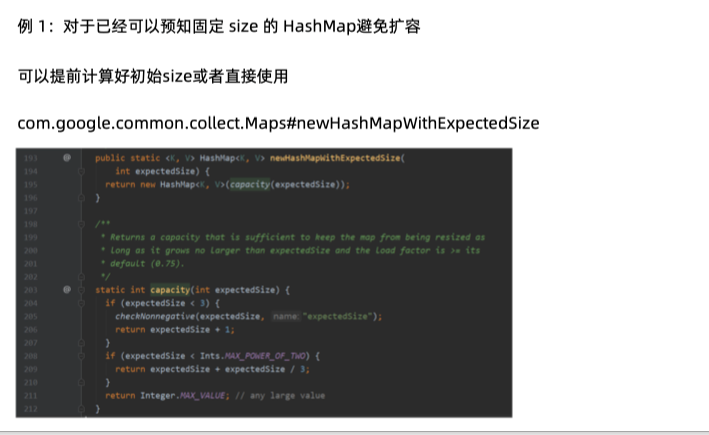 例 1：对于已经可以预知固定 size 的 HashMap避免扩容
可以提前计算好初始size或者直接使用
com.google.common.collect.Maps#newHashMapWithExpectedSize
193 @ public static <K, V> HashMap<K, V> newHashMapWithExpectedSize(
194 int expectedSize) {
195 return new HashMap<K, V>(capacity(expectedSize));
196 }
197
198 /**
199 * Returns a capacity that is sufficient to keep the map from being resized as
200 * long as it grows no larger than expectedSize and the load factor is >= its
201 * default (0.75).
202 */
203 @ static int capacity(int expectedSize) {
204 if (expectedSize < 3) {
205 checkNonnegative(expectedSize, name: "expectedSize");
206 return expectedSize + 1;
207 }
208 if (expectedSize < Ints.MAX_POWER_OF_TWO) {
209 return expectedSize + expectedSize / 3;
210 }
211 return Integer.MAX_VALUE; // any large value
212 }